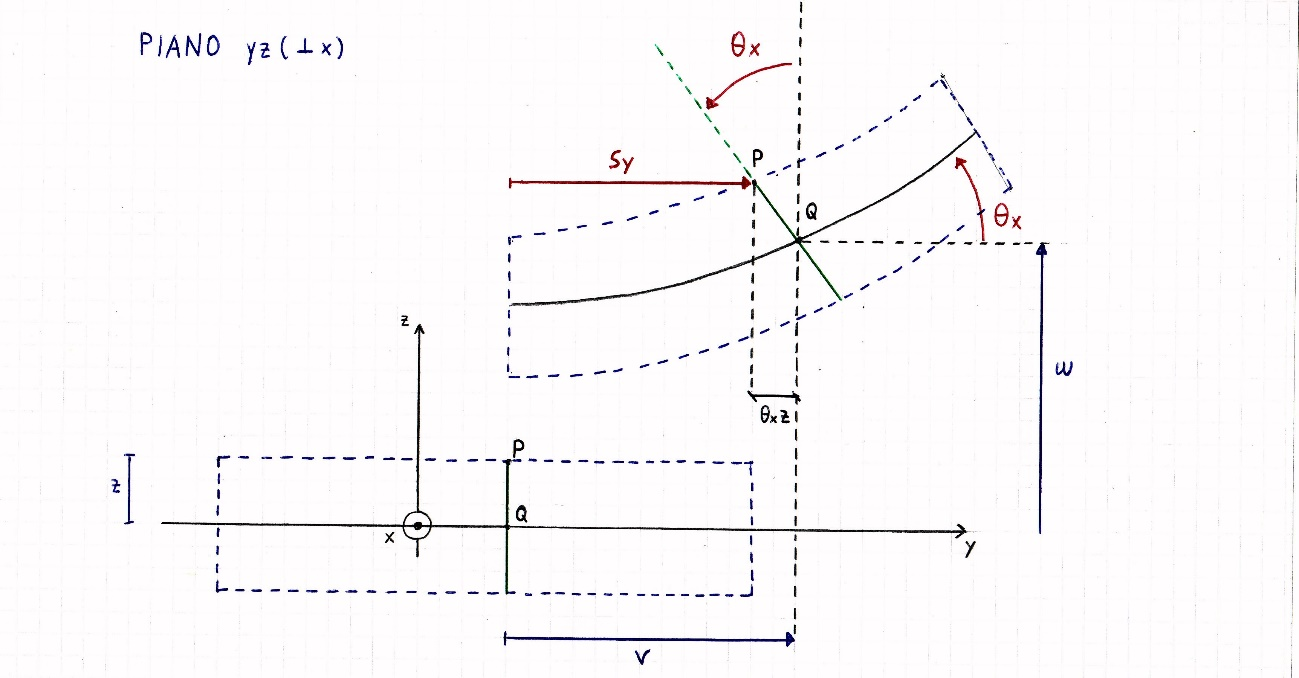 PIANO yz (⊥x)
θx
P
Sy
Q
θx
z
w
θxz
P
z
Q
x
y
v